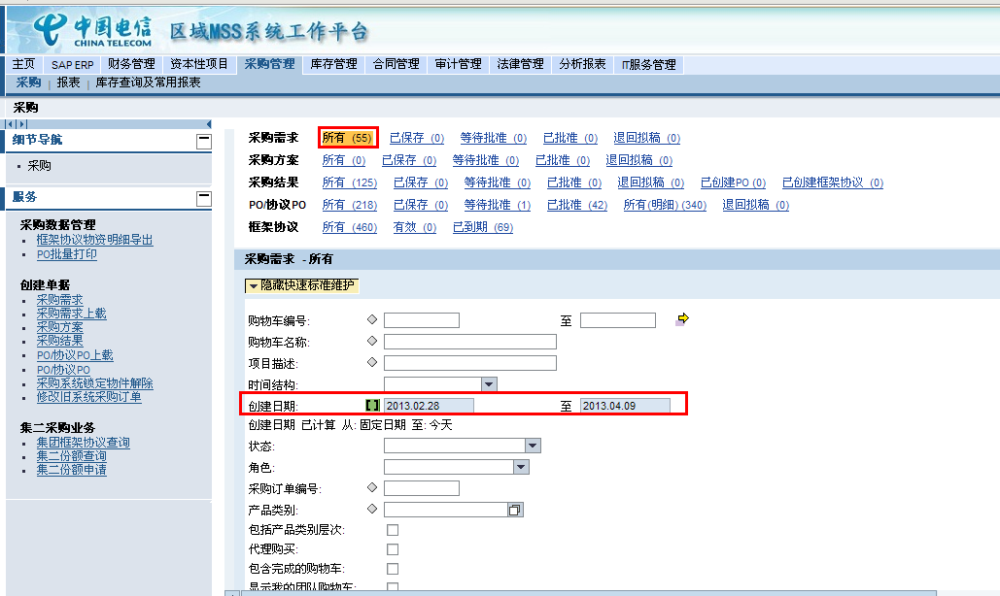 中国电信 CHINA TELECOM 区域MSS系统工作平台
主页 SAP ERP 财务管理 资本性项目 采购管理 库存管理 合同管理 审计管理 法律管理 分析报表 IT服务管理
采购 | 报表 | 库存查询及常用报表
采购
细节导航
采购
服务
采购数据管理
框架协议物资明细导出
PO批量打印
创建单据
采购需求
采购需求上载
采购方案
采购结果
PO/协议PO上载
PO/协议PO
采购系统锁定物件解除
修改旧系统采购订单
集二采购业务
集团框架协议查询
集二份额查询
集二份额申请
采购需求 所有 (55) 已保存 (0) 等待批准 (0) 已批准 (0) 退回拟稿 (0)
采购方案 所有 (0) 已保存 (0) 等待批准 (0) 已批准 (0) 退回拟稿 (0)
采购结果 所有 (125) 已保存 (0) 等待批准 (0) 已批准 (0) 退回拟稿 (0) 已创建PO (0) 已创建框架协议 (0)
PO/协议PO 所有 (218) 已保存 (0) 等待批准 (1) 已批准 (42) 所有(明细) (340) 退回拟稿 (0)
框架协议 所有 (460) 有效 (0) 已到期 (69)
采购需求 - 所有
隐藏快速标准维护
购物车编号: 至
购物车名称:
项目描述:
时间结构:
创建日期: 2013.02.28 至 2013.04.09
创建日期 已计算 从: 固定日期 至: 今天
状态:
角色:
采购订单编号:
产品类别:
包括产品类别层次:
代理购买:
包含完成的购物车:
显示我的团队购物车: